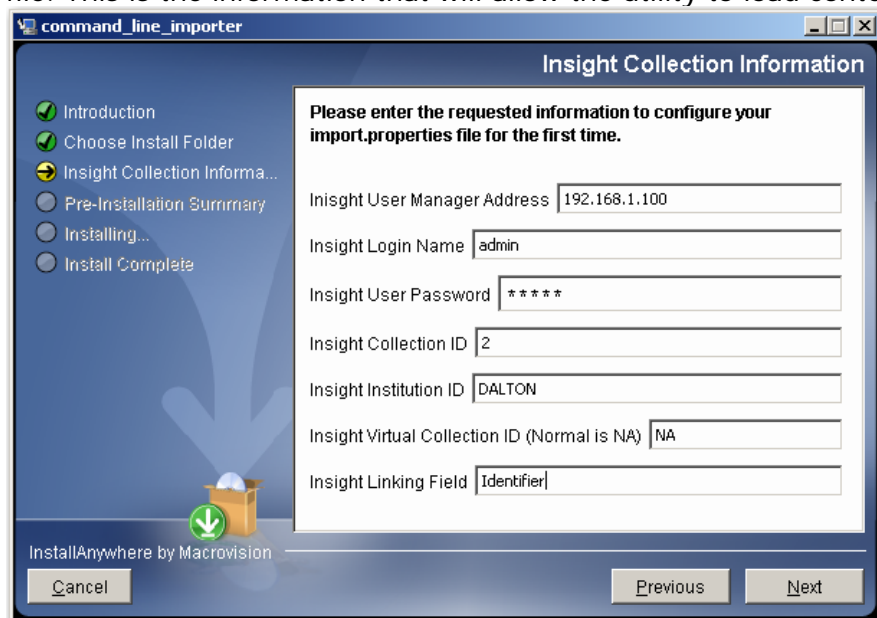 command_line_importer
Insight Collection Information
Introduction
Choose Install Folder
Insight Collection Informa...
Pre-Installation Summary
Installing...
Install Complete
Please enter the requested information to configure your
import.properties file for the first time.
Inisght User Manager Address 192.168.1.100
Insight Login Name admin
Insight User Password *****
Insight Collection ID 2
Insight Institution ID DALTON
Insight Virtual Collection ID (Normal is NA) NA
Insight Linking Field Identifier
InstallAnywhere by Macrovision
Cancel Previous Next